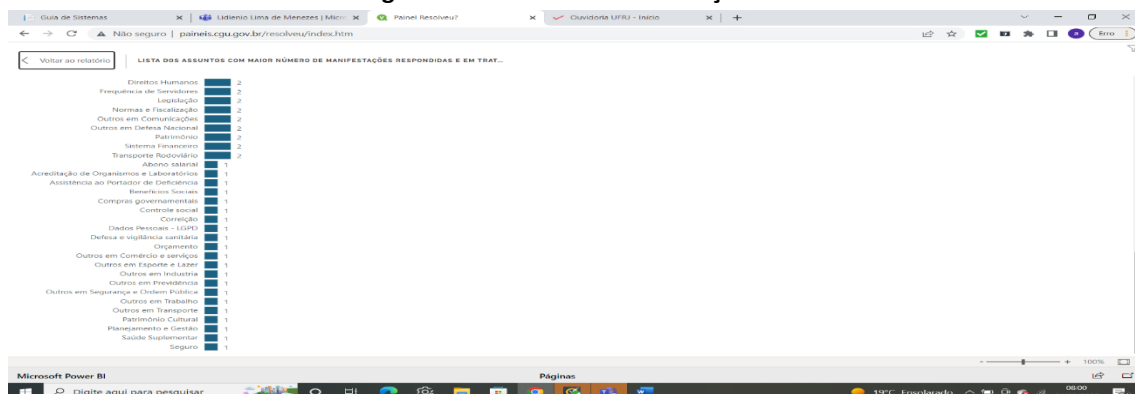 Guia de Sistemas
Lidienio Lima de Menezes | Micro
Painel Resolveu?
Ouvidoria UFRJ - Início
Não seguro | paineis.cgu.gov.br/resolveu/index.htm
Erro
Voltar ao relatório
LISTA DOS ASSUNTOS COM MAIOR NÚMERO DE MANIFESTAÇÕES RESPONDIDAS E EM TRAT...
Direitos Humanos 2
Frequência de Servidores 2
Legislação 2
Normas e Fiscalização 2
Outros em Comunicações 2
Outros em Defesa Nacional 2
Patrimônio 2
Sistema Financeiro 2
Transporte Rodoviário 2
Abono salarial 1
Acreditação de Organismos e Laboratórios 1
Assistência ao Portador de Deficiência 1
Benefícios Sociais 1
Compras governamentais 1
Controle social 1
Correição 1
Dados Pessoais - LGPD 1
Defesa e vigilância sanitária 1
Orçamento 1
Outros em Comércio e serviços 1
Outros em Esporte e Lazer 1
Outros em Industria 1
Outros em Previdência 1
Outros em Segurança e Ordem Pública 1
Outros em Trabalho 1
Outros em Transporte 1
Patrimônio Cultural 1
Planejamento e Gestão 1
Saúde Suplementar 1
Seguro 1
100%
Microsoft Power BI
Páginas
Digite aqui para pesquisar
19°C Ensolarado
08:00